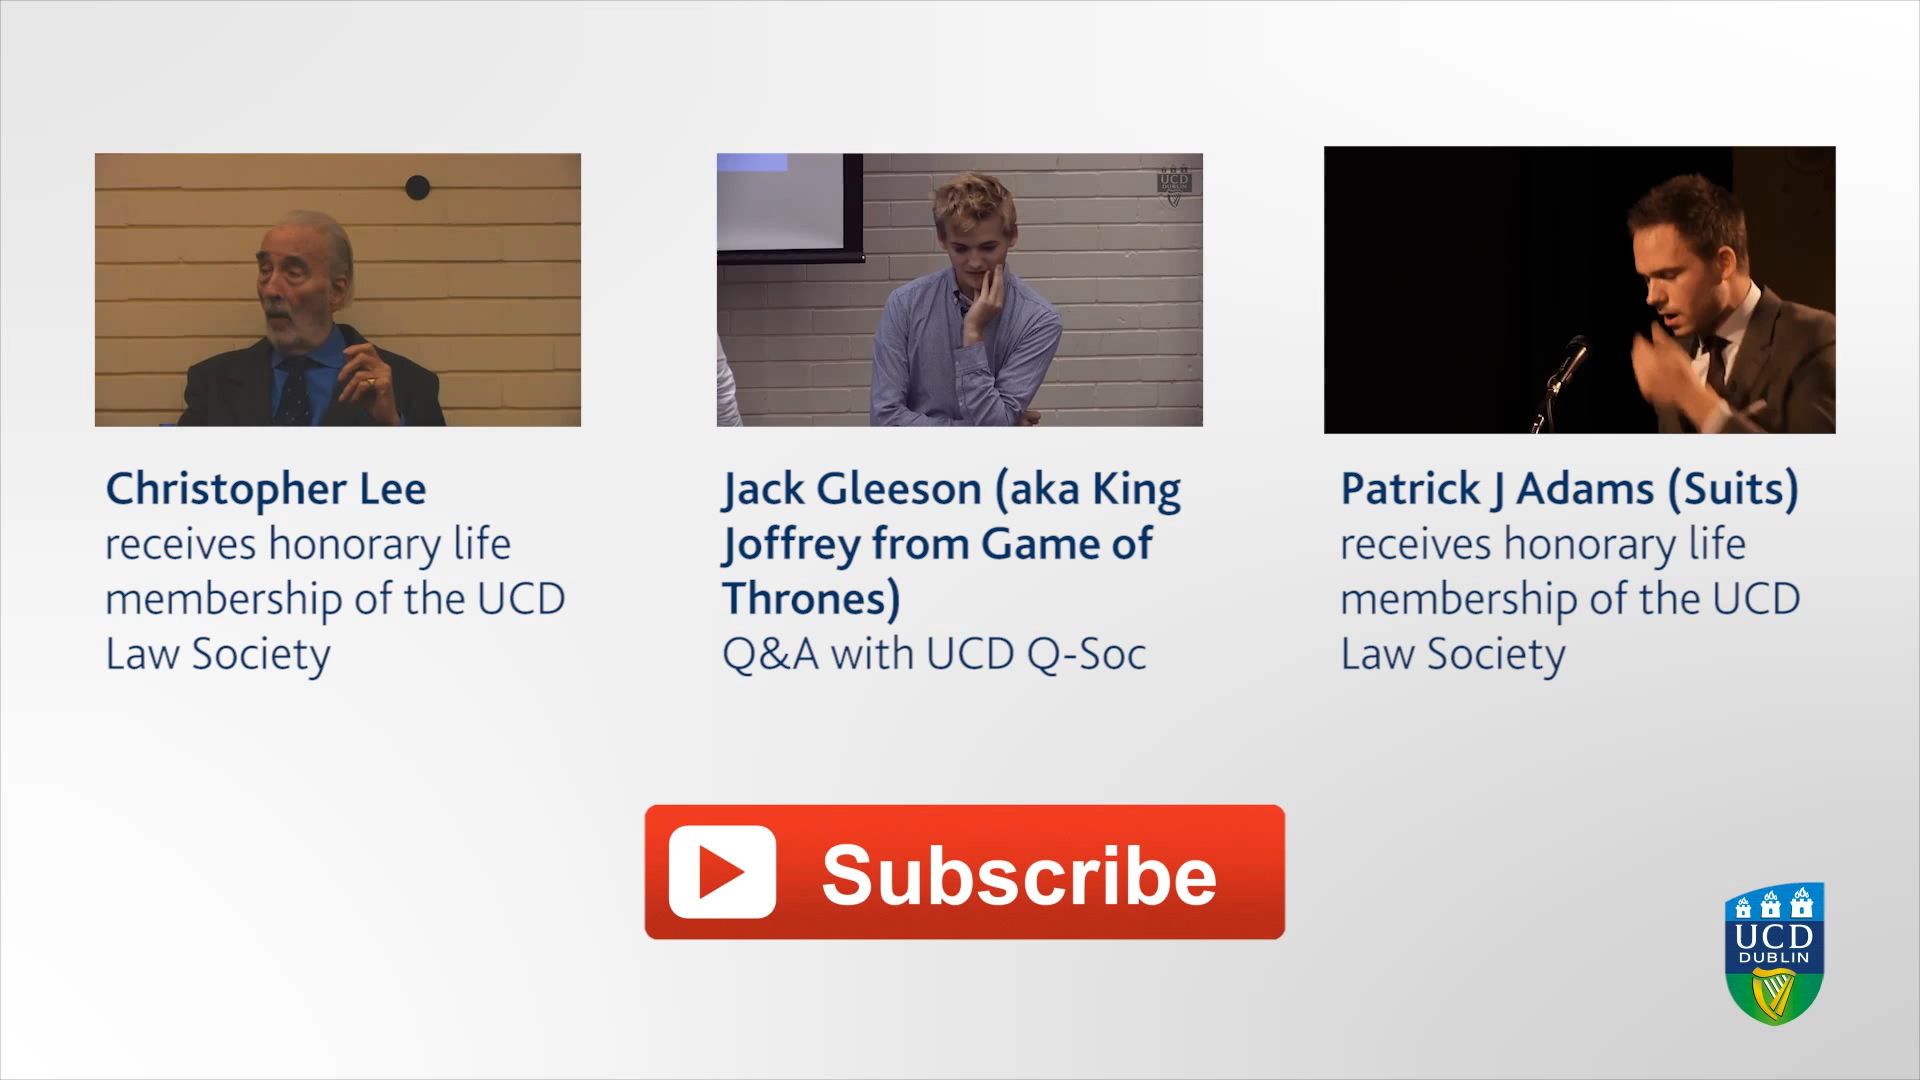 UCD
DUBLIN
Christopher Lee
receives honorary life
membership of the UCD
Law Society
Jack Gleeson (aka King
Joffrey from Game of
Thrones)
Q&A with UCD Q-Soc
Patrick J Adams (Suits)
receives honorary life
membership of the UCD
Law Society
Subscribe
UCD
DUBLIN